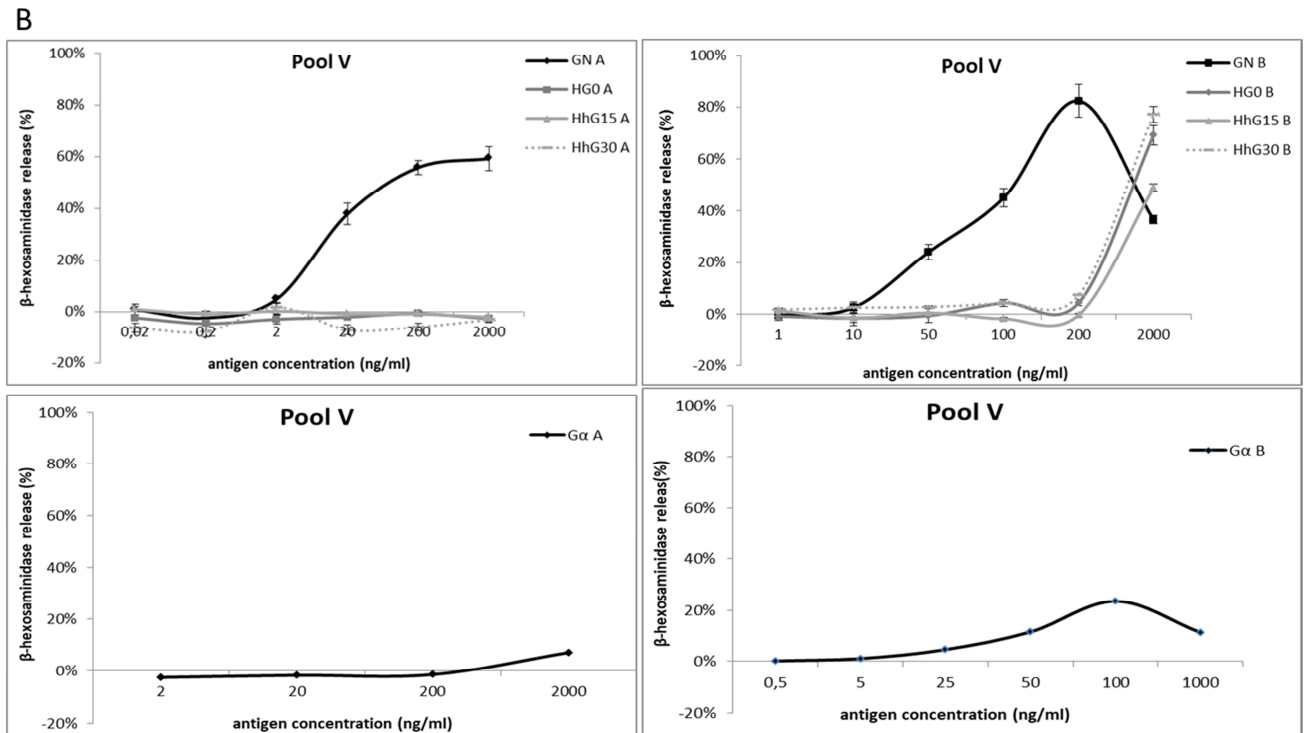 B
Pool V
β-hexosaminidase release (%)
100%
80%
60%
40%
20%
0%
-20%
0,02 0,2 2 20 200 2000
antigen concentration (ng/ml)
GN A
HG0 A
HhG15 A
HhG30 A
Pool V
β-hexosaminidase release (%)
100%
80%
60%
40%
20%
0%
-20%
1 10 50 100 200 2000
antigen concentration (ng/ml)
GN B
HG0 B
HhG15 B
HhG30 B
Pool V
β-hexosaminidase release (%)
100%
80%
60%
40%
20%
0%
-20%
2 20 200 2000
antigen concentration (ng/ml)
Gα A
Pool V
β-hexosaminidase releas(%)
100%
80%
60%
40%
20%
0%
-20%
0,5 5 25 50 100 1000
antigen concentration (ng/ml)
Gα B